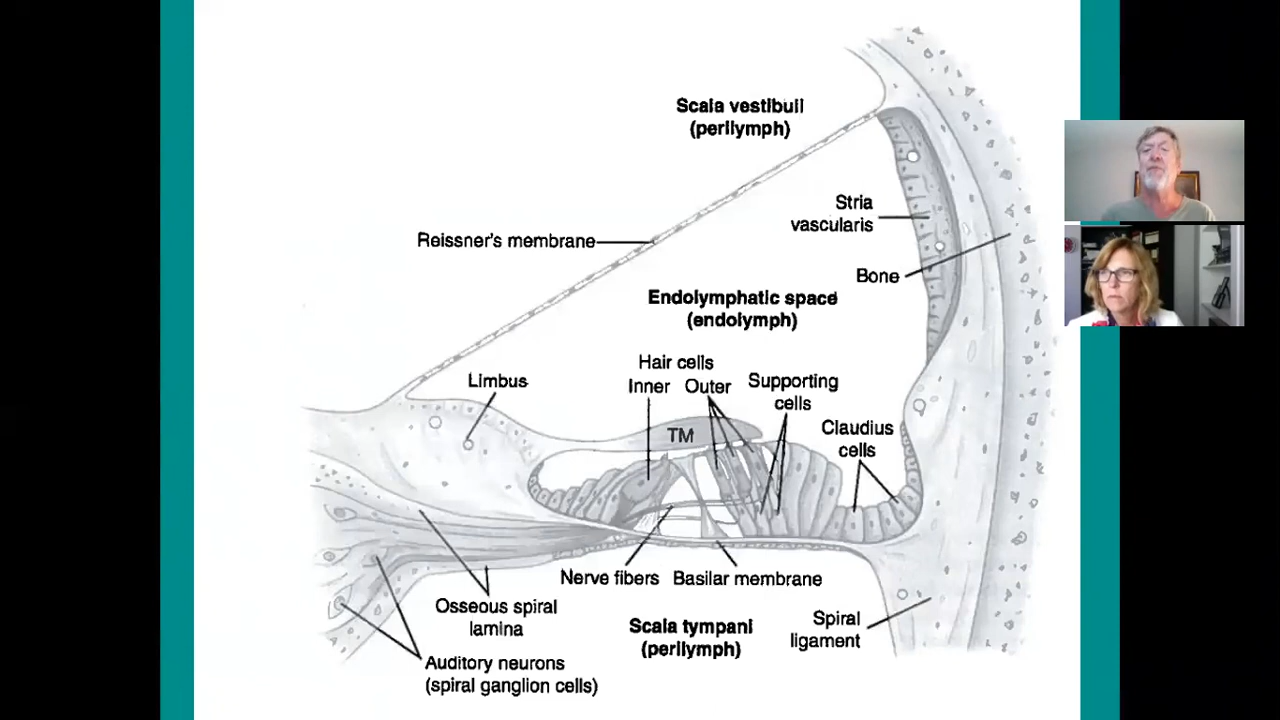 Scala vestibuli
(perilymph)
Stria
vascularis
Reissner's membrane
Bone
Endolymphatic space
(endolymph)
Hair cells
Inner Outer
Supporting
cells
Limbus
Claudius
cells
TM
Nerve fibers
Basilar membrane
Osseous spiral
lamina
Scala tympani
(perilymph)
Spiral
ligament
Auditory neurons
(spiral ganglion cells)